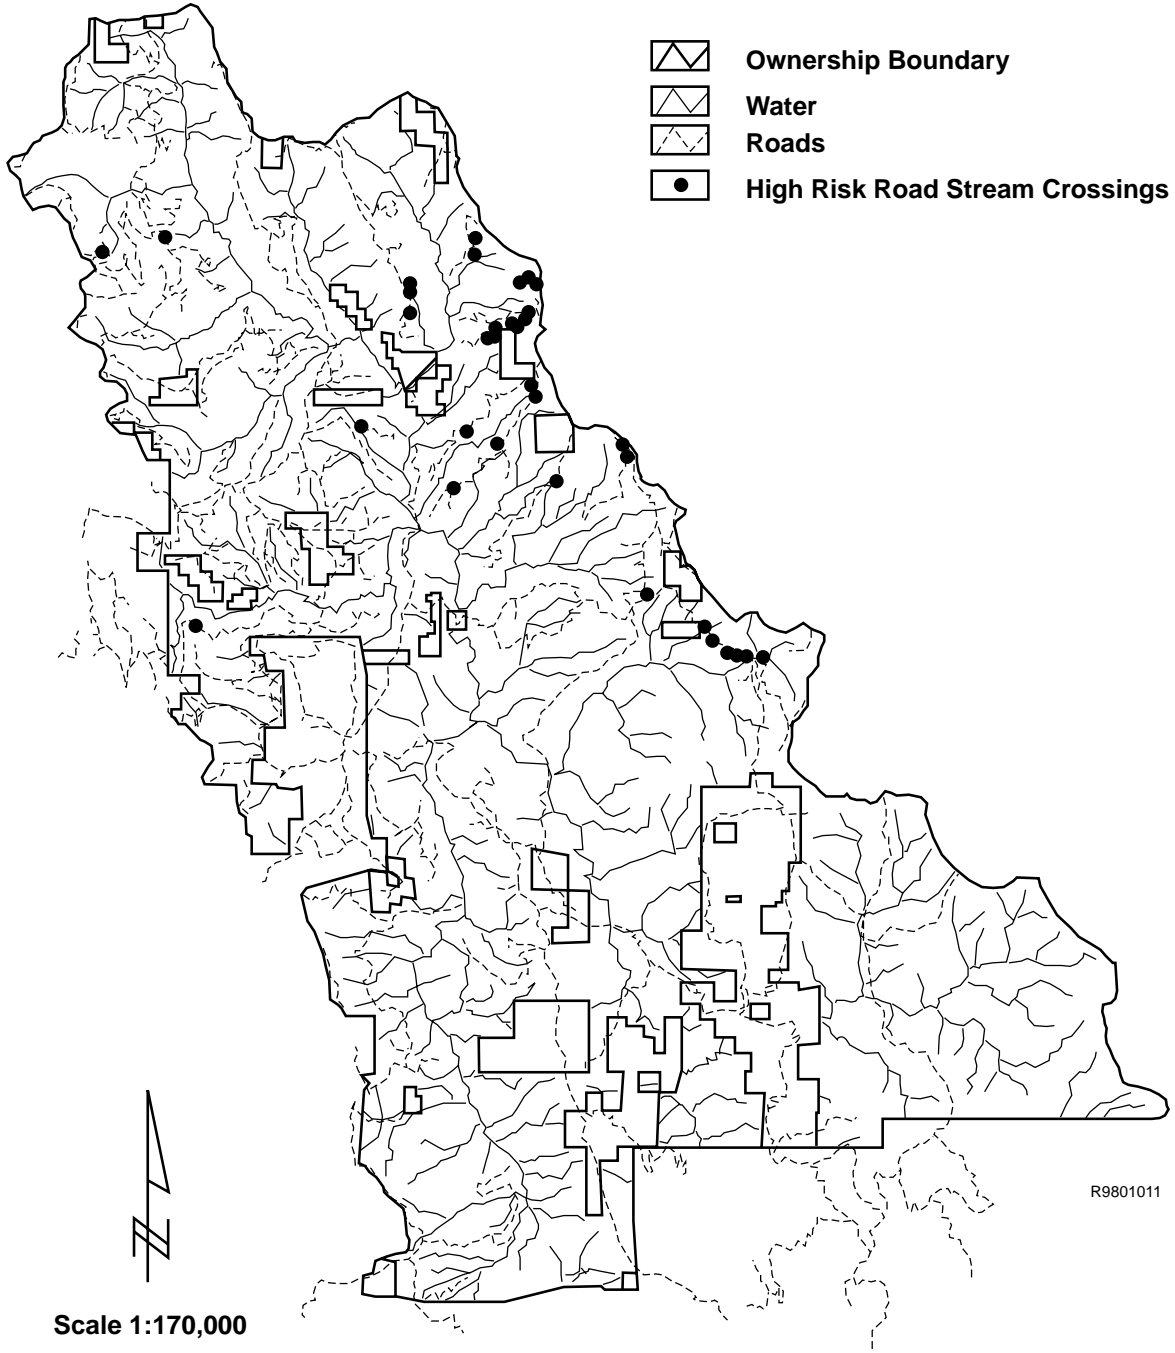 Ownership Boundary
Water
Roads
High Risk Road Stream Crossings
R9801011
Scale 1:170,000